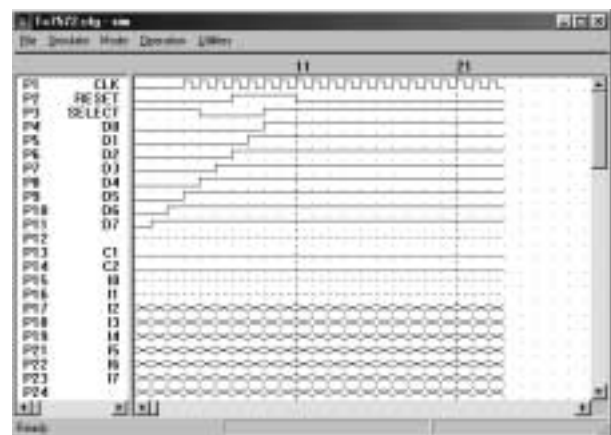 File Simulate Mode Operation Utilities
11 21
P1 CLK
P2 RESET
P3 SELECT
P4 D0
P5 D1
P6 D2
P7 D3
P8 D4
P9 D5
P10 D6
P11 D7
P12
P13 C1
P14 C2
P15 I0
P16 I1
P17 I2
P18 I3
P19 I4
P21 I5
P22 I6
P23 I7
P24
Ready